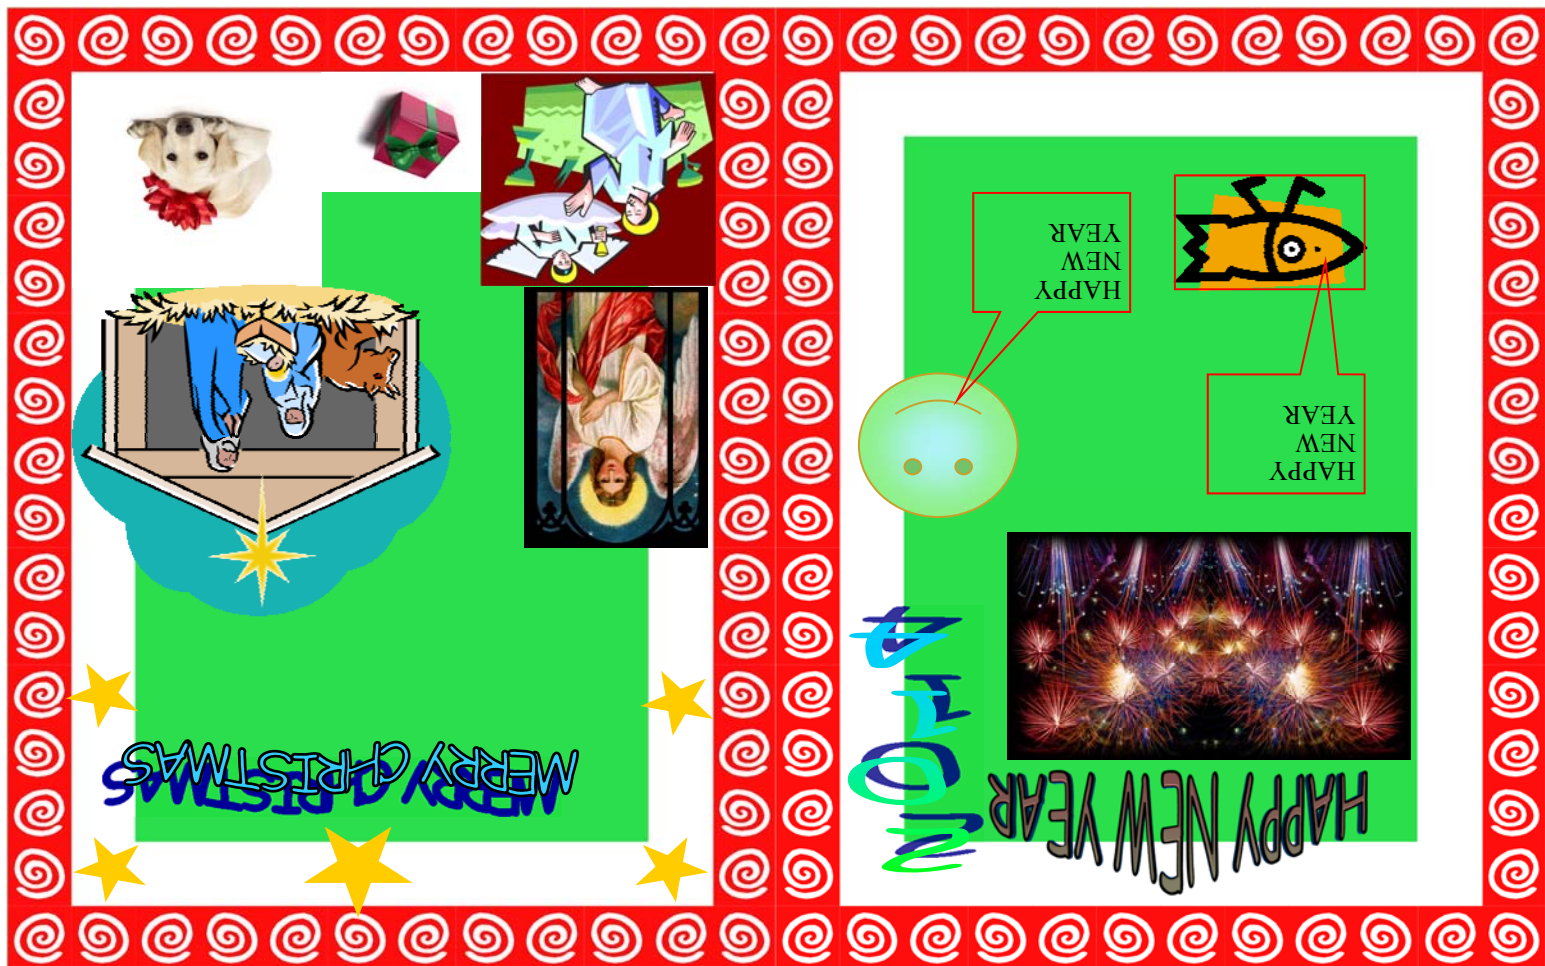 HAPPY NEW YEAR
2014
HAPPY
NEW
YEAR
HAPPY
NEW
YEAR
MERRY CHRISTMAS